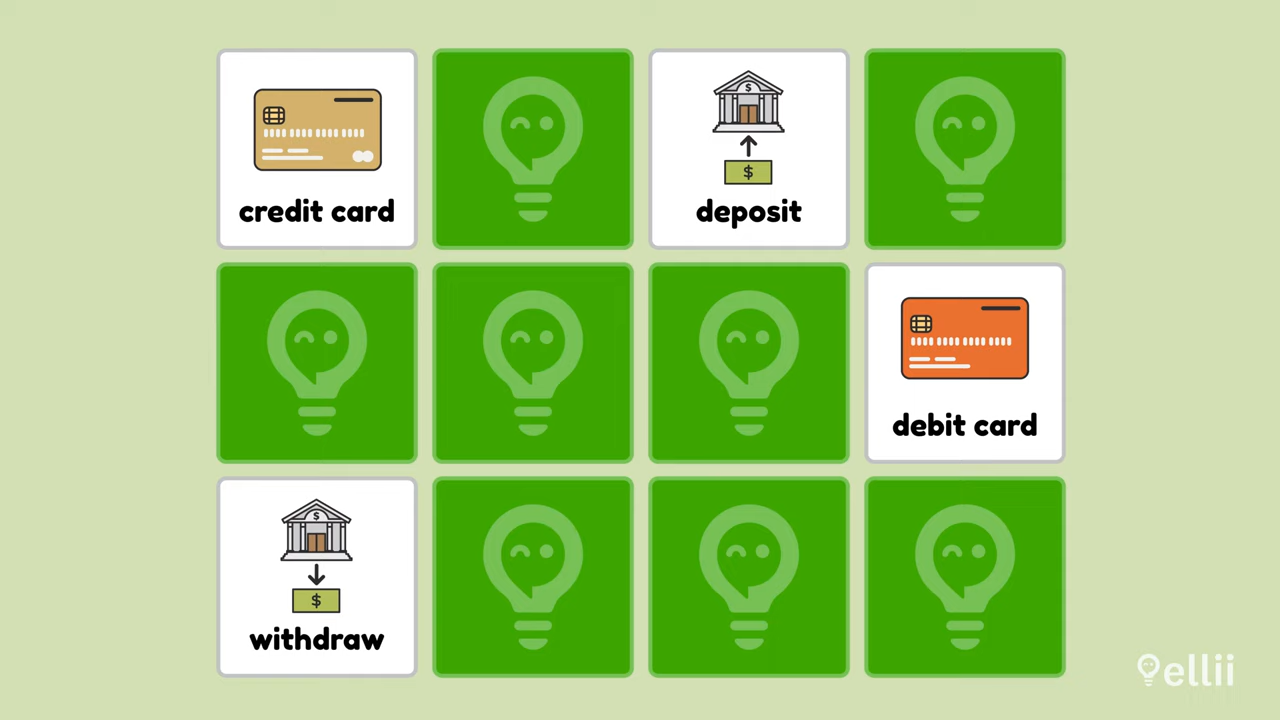 $
$
credit card
deposit
debit card
$
$
withdraw
ellii